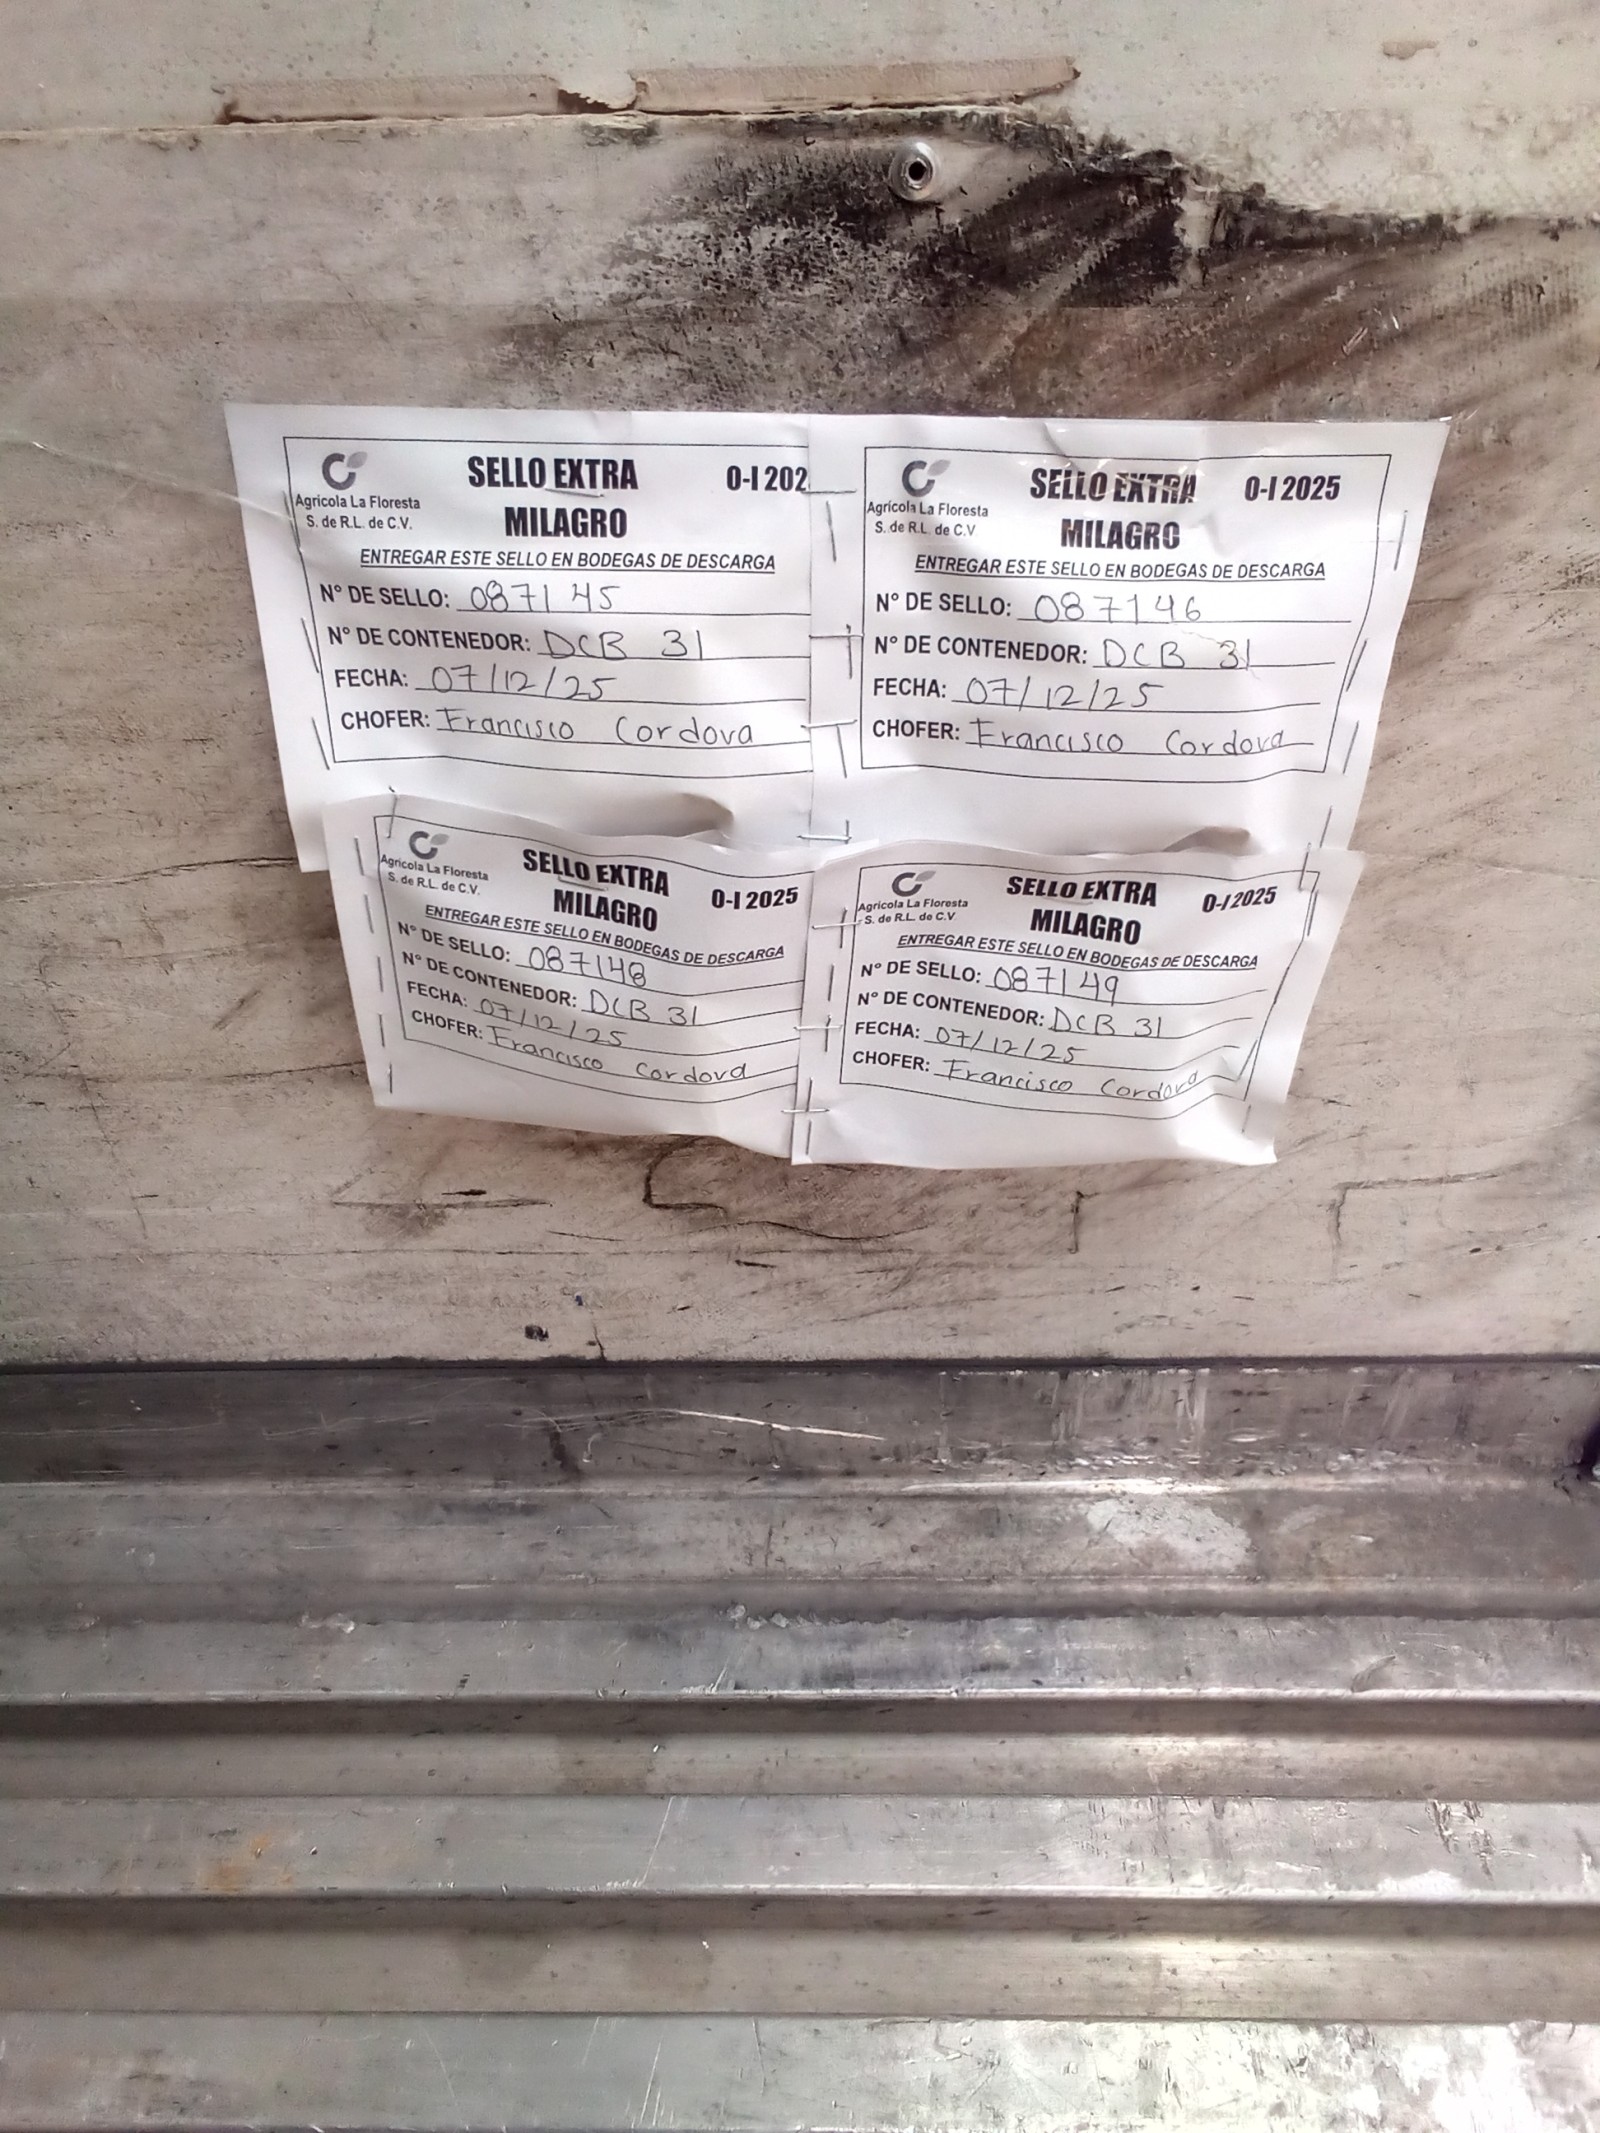 Agrícola La Floresta
S. de R.L. de C.V.
SELLO EXTRA
MILAGRO
O-I 202
ENTREGAR ESTE SELLO EN BODEGAS DE DESCARGA
N° DE SELLO: 087145
N° DE CONTENEDOR: DCB 31
FECHA: 07/12/25
CHOFER: Francisco Cordova
Agrícola La Floresta
S. de R.L. de C.V
SELLO EXTRA
MILAGRO
O-I 2025
ENTREGAR ESTE SELLO EN BODEGAS DE DESCARGA
N° DE SELLO: 087146
N° DE CONTENEDOR: DCB 31
FECHA: 07/12/25
CHOFER: Francisco Cordova
Agrícola La Floresta
S. de R.L. de C.V.
SELLO EXTRA
MILAGRO
O-I 2025
ENTREGAR ESTE SELLO EN BODEGAS DE DESCARGA
N° DE SELLO: 087148
N° DE CONTENEDOR: DCB 31
FECHA: 07/12/25
CHOFER: Francisco Cordova
Agrícola La Floresta
S. de R.L. de C.V
SELLO EXTRA
MILAGRO
O-I 2025
ENTREGAR ESTE SELLO EN BODEGAS DE DESCARGA
N° DE SELLO: 087149
N° DE CONTENEDOR: DCB 31
FECHA: 07/12/25
CHOFER: Francisco Cordova